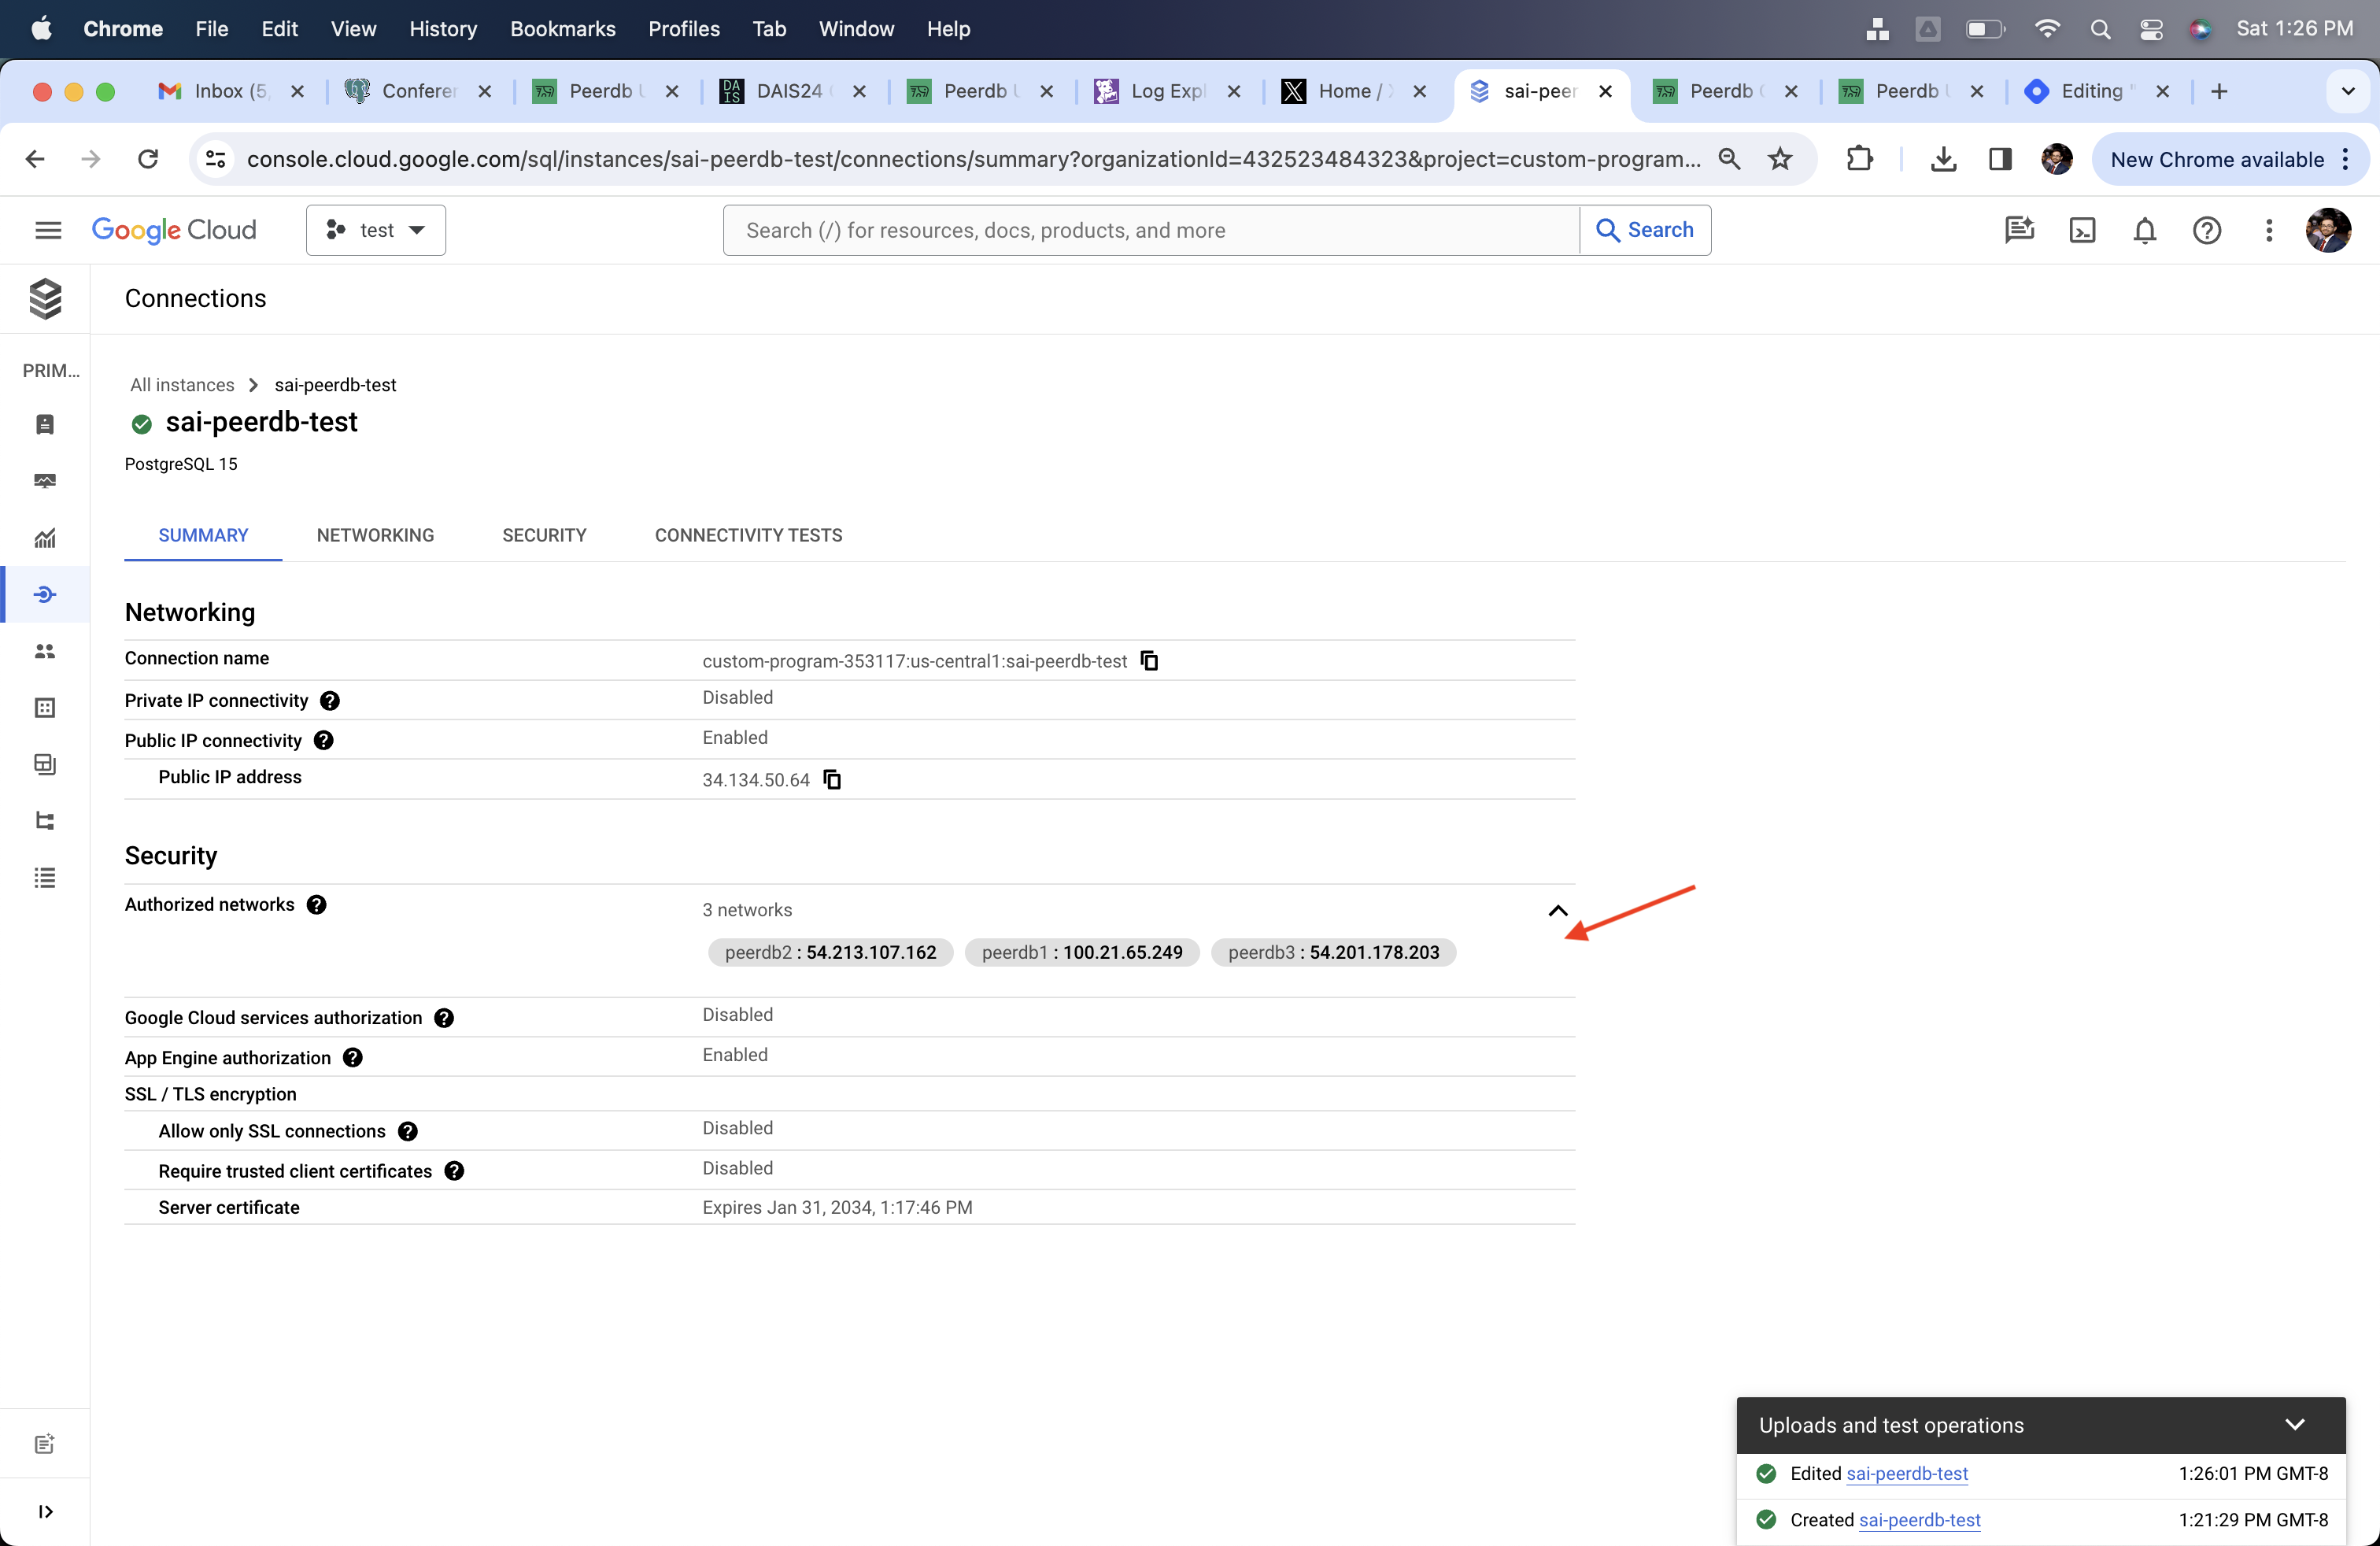 Chrome File Edit View History Bookmarks Profiles Tab Window Help Sat 1:26 PM
Inbox (5, Conferen Peerdb U DAIS24 Peerdb U Log Expl Home / X sai-peer Peerdb Peerdb U Editing "
console.cloud.google.com/sql/instances/sai-peerdb-test/connections/summary?organizationId=432523484323&project=custom-program... New Chrome available
Google Cloud test Search (/) for resources, docs, products, and more Search
Connections
PRIM...
All instances sai-peerdb-test
sai-peerdb-test
PostgreSQL 15
SUMMARY NETWORKING SECURITY CONNECTIVITY TESTS
Networking
Connection name custom-program-353117:us-central1:sai-peerdb-test
Private IP connectivity Disabled
Public IP connectivity Enabled
Public IP address 34.134.50.64
Security
Authorized networks 3 networks
peerdb2 : 54.213.107.162 peerdb1 : 100.21.65.249 peerdb3 : 54.201.178.203
Google Cloud services authorization Disabled
App Engine authorization Enabled
SSL / TLS encryption
Allow only SSL connections Disabled
Require trusted client certificates Disabled
Server certificate Expires Jan 31, 2034, 1:17:46 PM
Uploads and test operations
Edited sai-peerdb-test 1:26:01 PM GMT-8
Created sai-peerdb-test 1:21:29 PM GMT-8